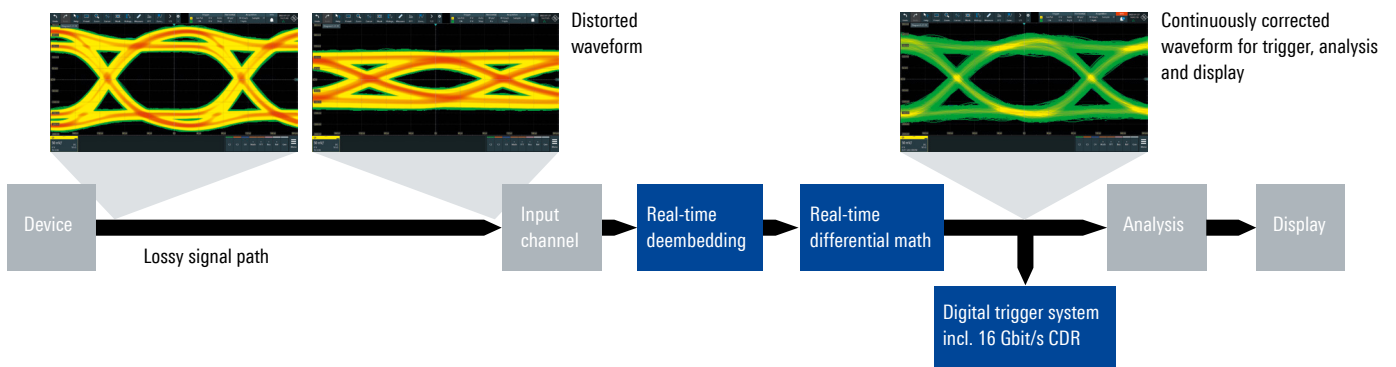 Distorted
waveform
Continuously corrected
waveform for trigger, analysis
and display
Device
Lossy signal path
Input
channel
Real-time
deembedding
Real-time
differential math
Analysis
Display
Digital trigger system
incl. 16 Gbit/s CDR